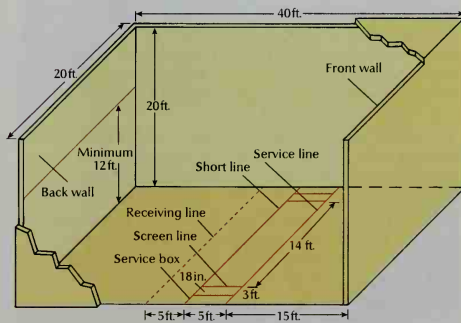 40ft.
20ft.
Front wall
20ft.
Service line
Minimum
12ft.
Short line
Back wall
Receiving line
Screen line
14 ft.
Service box
18in.
3ft.
5ft.
5ft.
15ft.